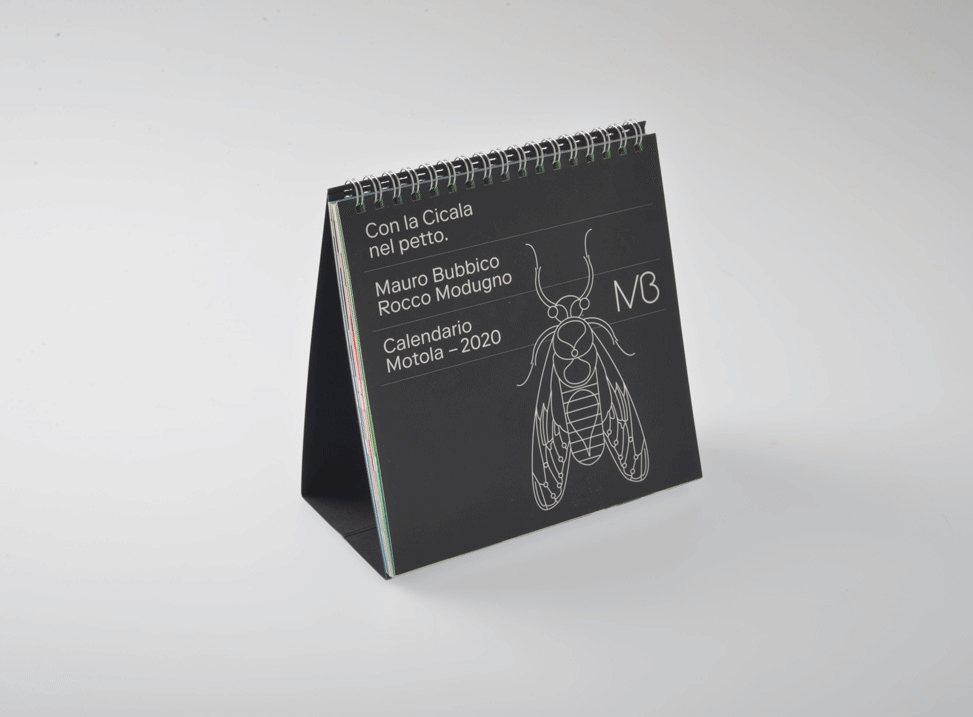 Con la Cicala
nel petto.
Mauro Bubbico
Rocco Modugno
MB
Calendario
Motola – 2020